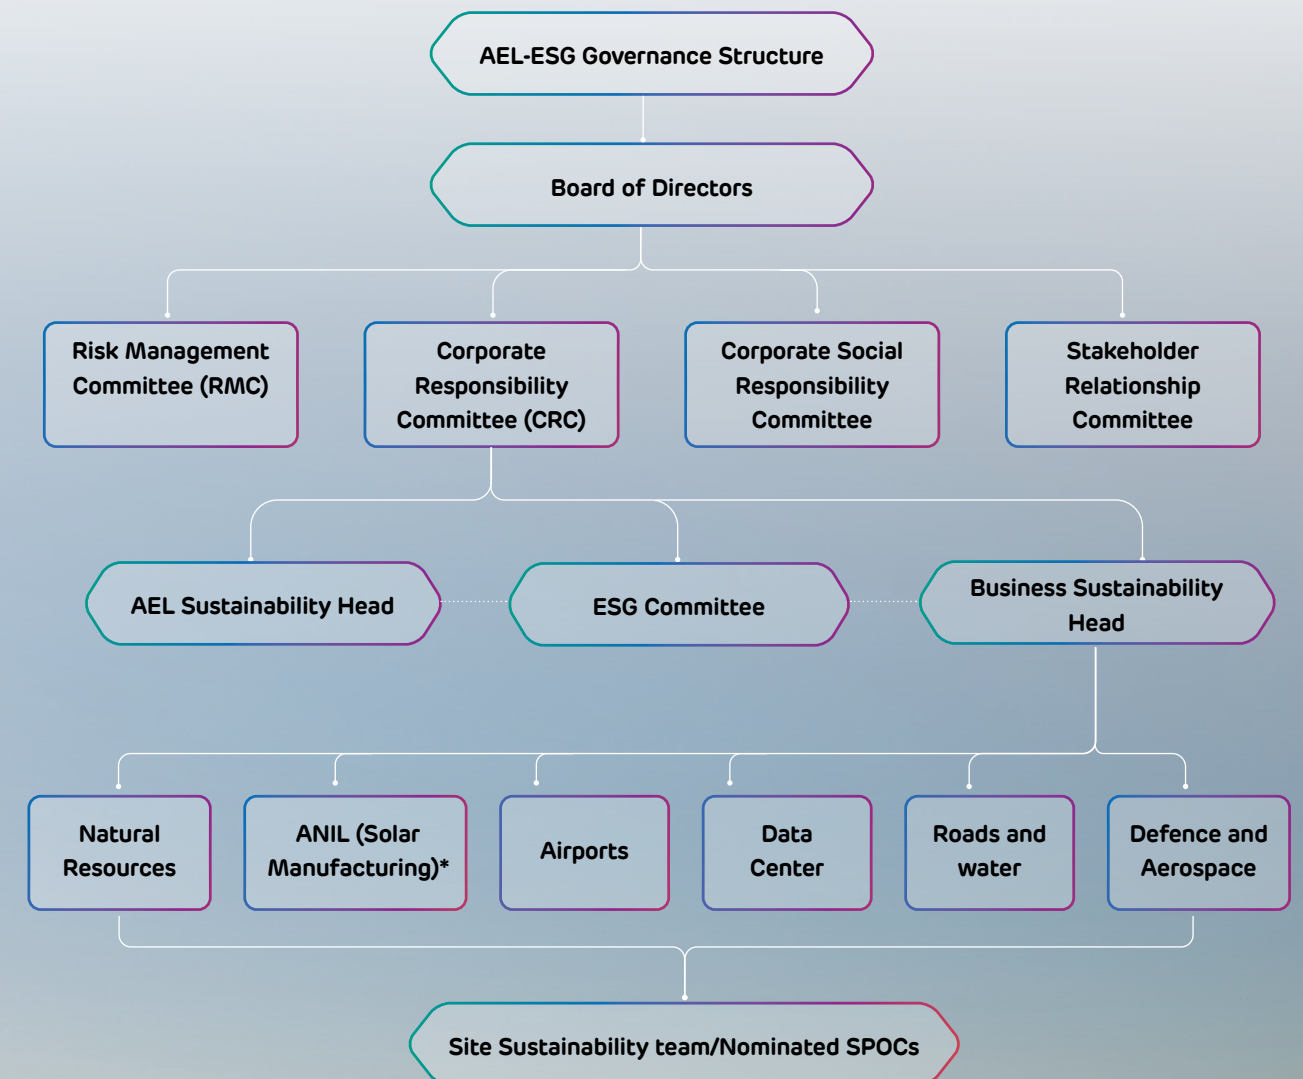 AEL-ESG Governance Structure
Board of Directors
Risk Management
Committee (RMC)
Corporate
Responsibility
Committee (CRC)
Corporate Social
Responsibility
Committee
Stakeholder
Relationship
Committee
AEL Sustainability Head
ESG Committee
Business Sustainability
Head
Natural
Resources
ANIL (Solar
Manufacturing)*
Airports
Data
Center
Roads and
water
Defence and
Aerospace
Site Sustainability team/Nominated SPOCs